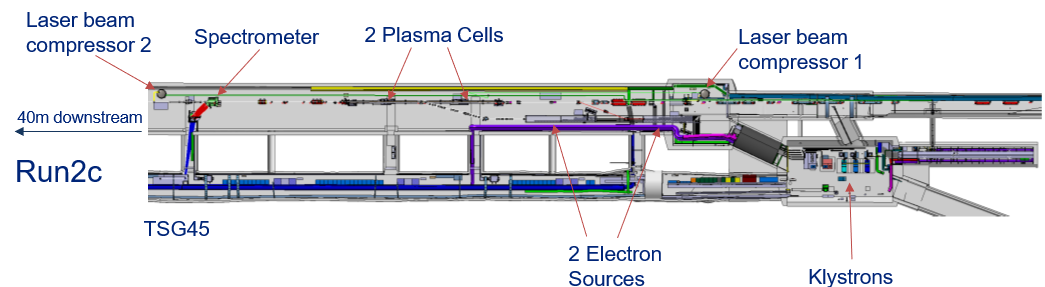 Laser beam
compressor 2
Spectrometer
2 Plasma Cells
Laser beam
compressor 1
40m downstream
Run2c
TSG45
2 Electron
Sources
Klystrons